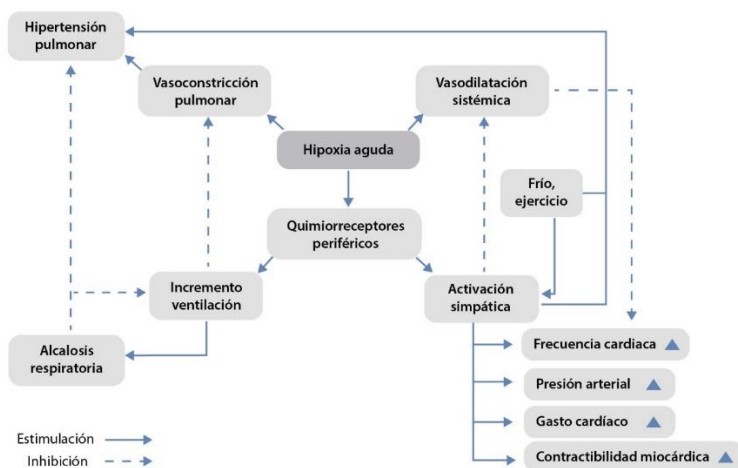 Hipertensión
pulmonar
Vasoconstricción
pulmonar
Vasodilatación
sistémica
Hipoxia aguda
Frío,
ejercicio
Quimiorreceptores
periféricos
Incremento
ventilación
Activación
simpática
Alcalosis
respiratoria
Frecuencia cardiaca
Presión arterial
Gasto cardíaco
Contractibilidad miocárdica
Estimulación
Inhibición